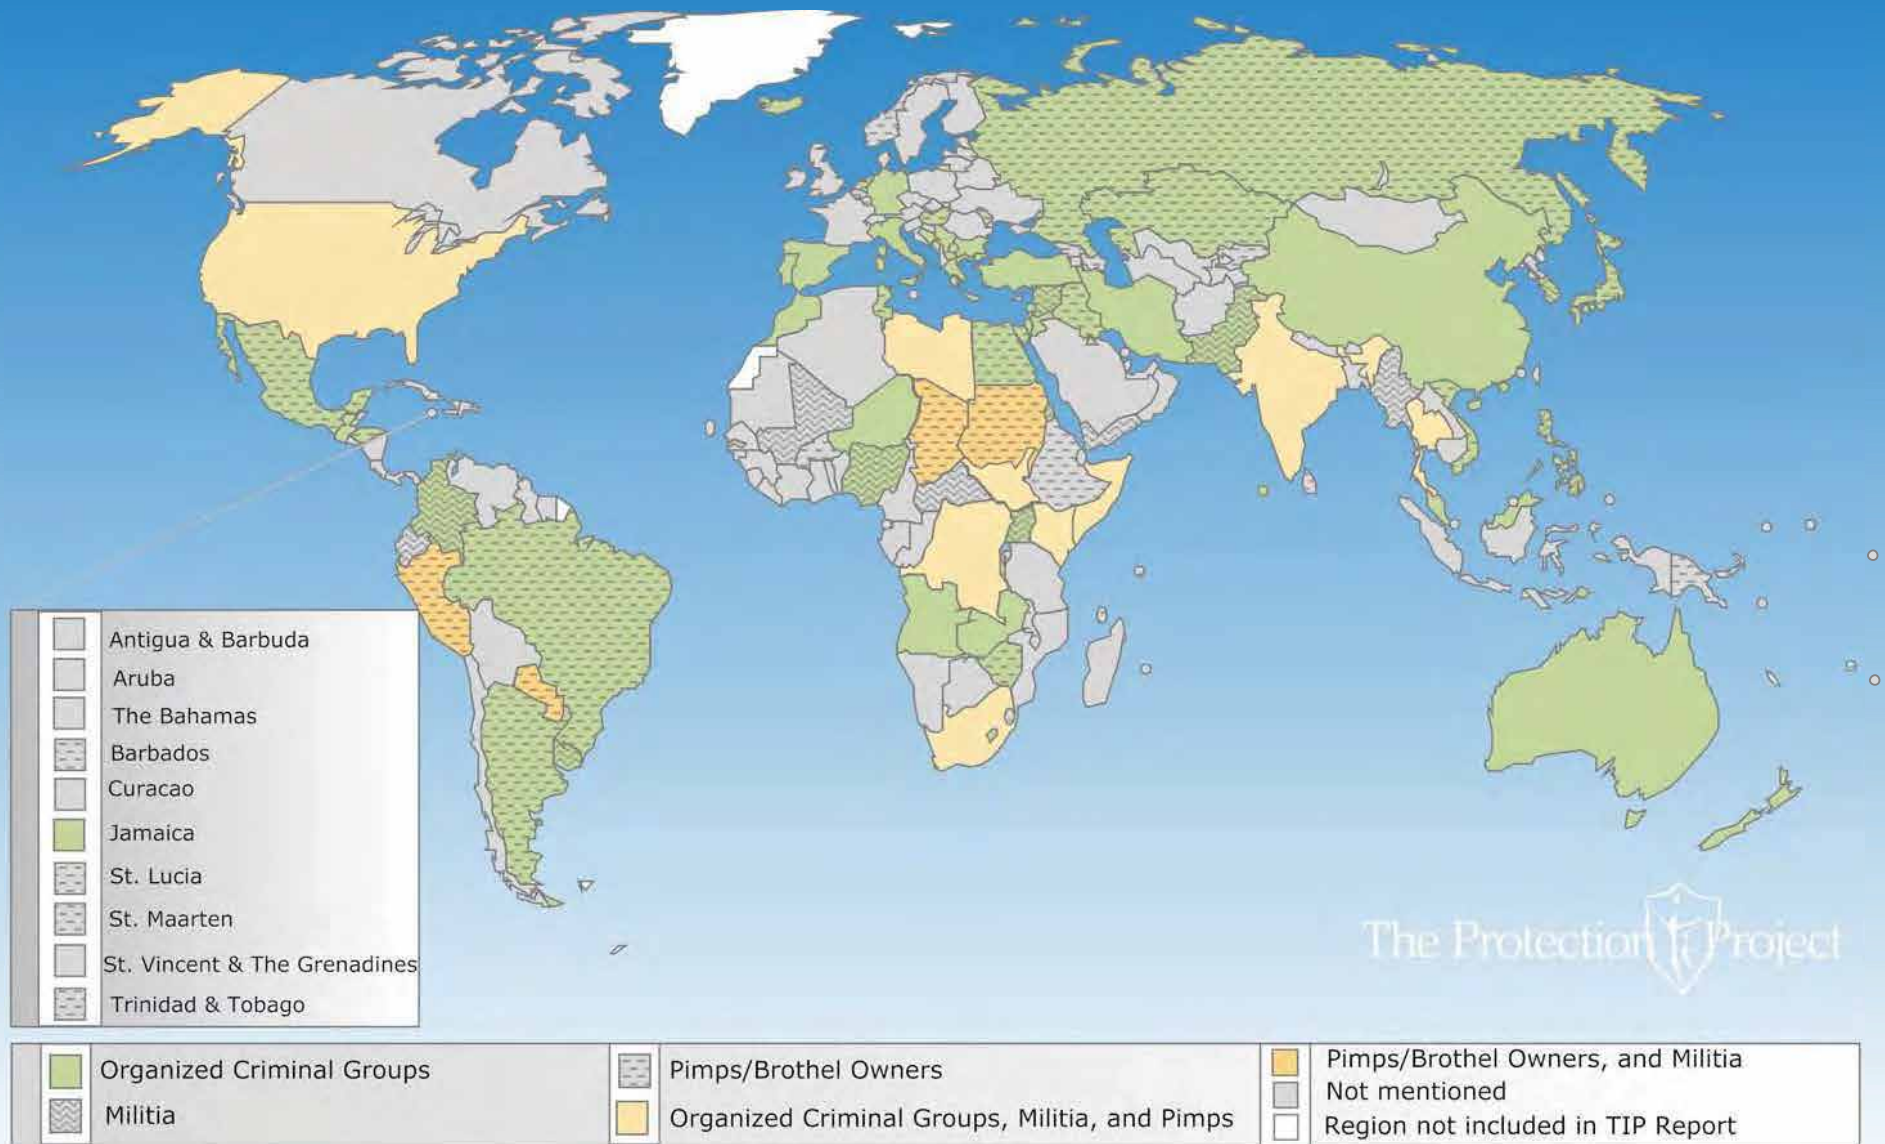 Antigua & Barbuda
Aruba
The Bahamas
Barbados
Curacao
Jamaica
St. Lucia
St. Maarten
St. Vincent & The Grenadines
Trinidad & Tobago
The Protection Project
Organized Criminal Groups
Militia
Pimps/Brothel Owners
Organized Criminal Groups, Militia, and Pimps
Pimps/Brothel Owners, and Militia
Not mentioned
Region not included in TIP Report